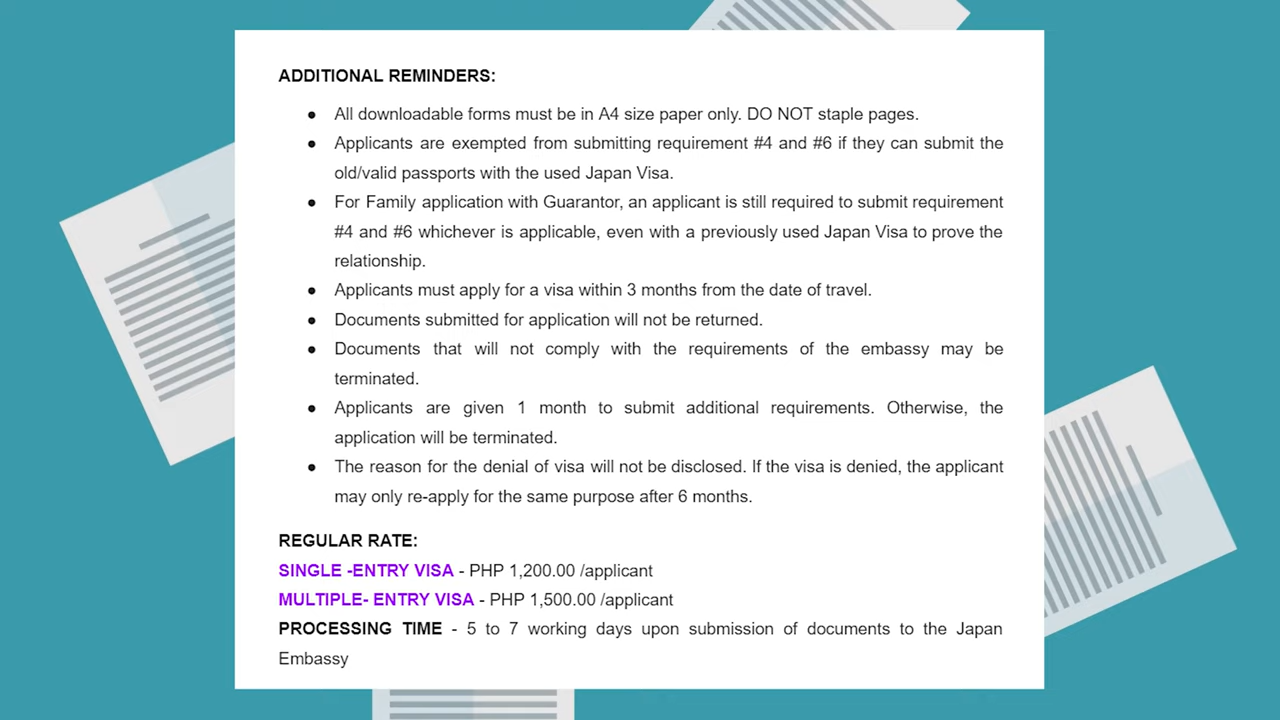 ADDITIONAL REMINDERS:
● All downloadable forms must be in A4 size paper only. DO NOT staple pages.
● Applicants are exempted from submitting requirement #4 and #6 if they can submit the
old/valid passports with the used Japan Visa.
● For Family application with Guarantor, an applicant is still required to submit requirement
#4 and #6 whichever is applicable, even with a previously used Japan Visa to prove the
relationship.
● Applicants must apply for a visa within 3 months from the date of travel.
● Documents submitted for application will not be returned.
● Documents that will not comply with the requirements of the embassy may be
terminated.
● Applicants are given 1 month to submit additional requirements. Otherwise, the
application will be terminated.
● The reason for the denial of visa will not be disclosed. If the visa is denied, the applicant
may only re-apply for the same purpose after 6 months.
REGULAR RATE:
SINGLE -ENTRY VISA - PHP 1,200.00 /applicant
MULTIPLE- ENTRY VISA - PHP 1,500.00 /applicant
PROCESSING TIME - 5 to 7 working days upon submission of documents to the Japan
Embassy